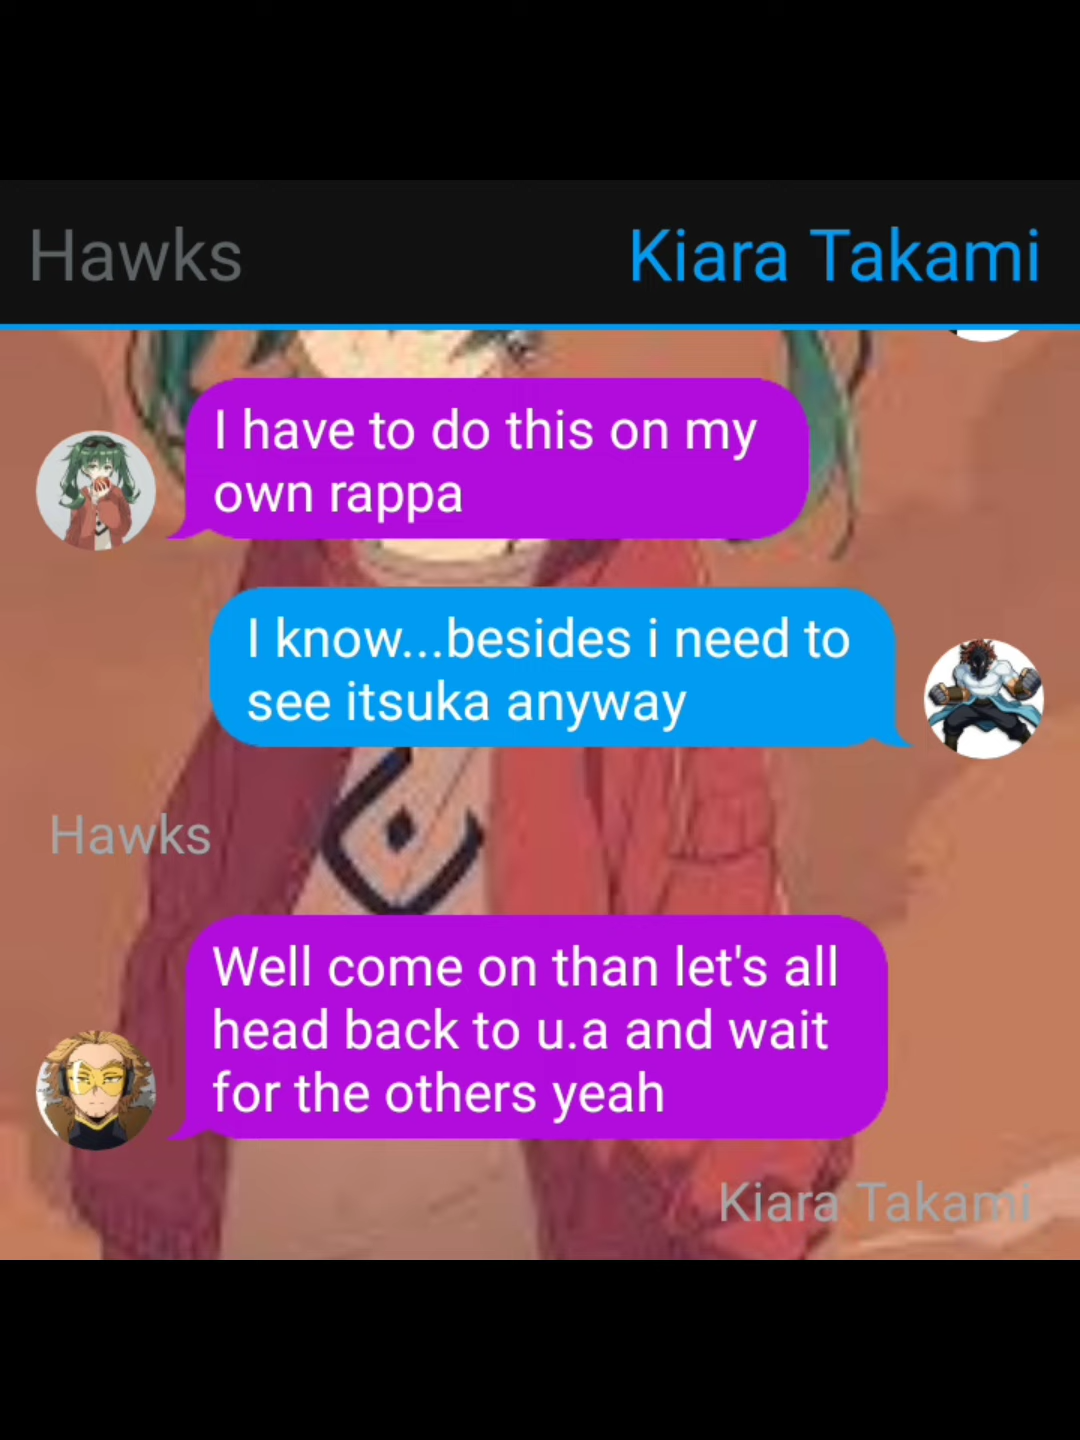 Hawks Kiara Takami
I have to do this on my
own rappa
I know...besides i need to
see itsuka anyway
Hawks
Well come on than let's all
head back to u.a and wait
for the others yeah
Kiara Takami